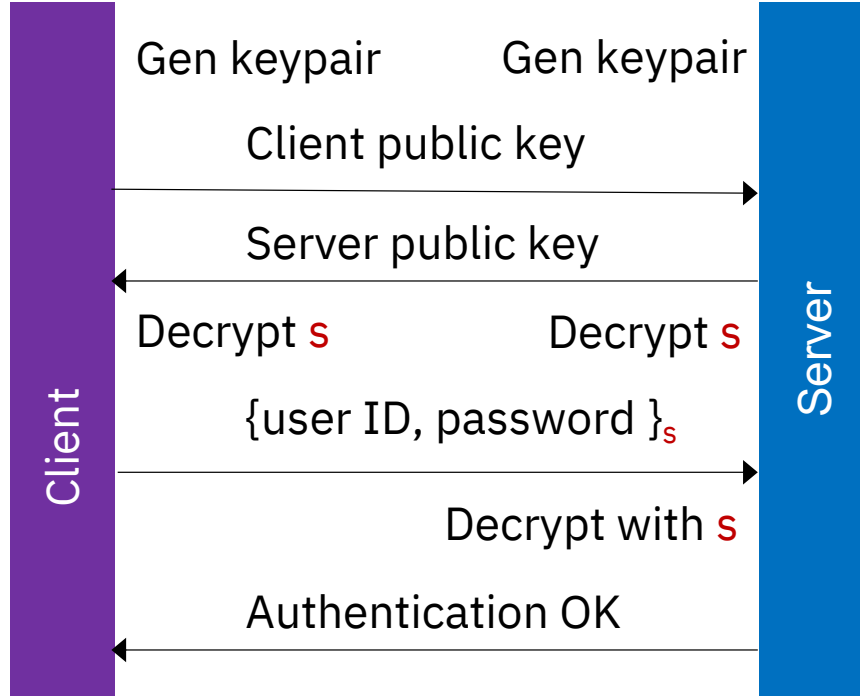 Gen keypair
Gen keypair
Client public key
Server public key
Decrypt s
Decrypt s
{user ID, password }s
Decrypt with s
Authentication OK
Client
Server